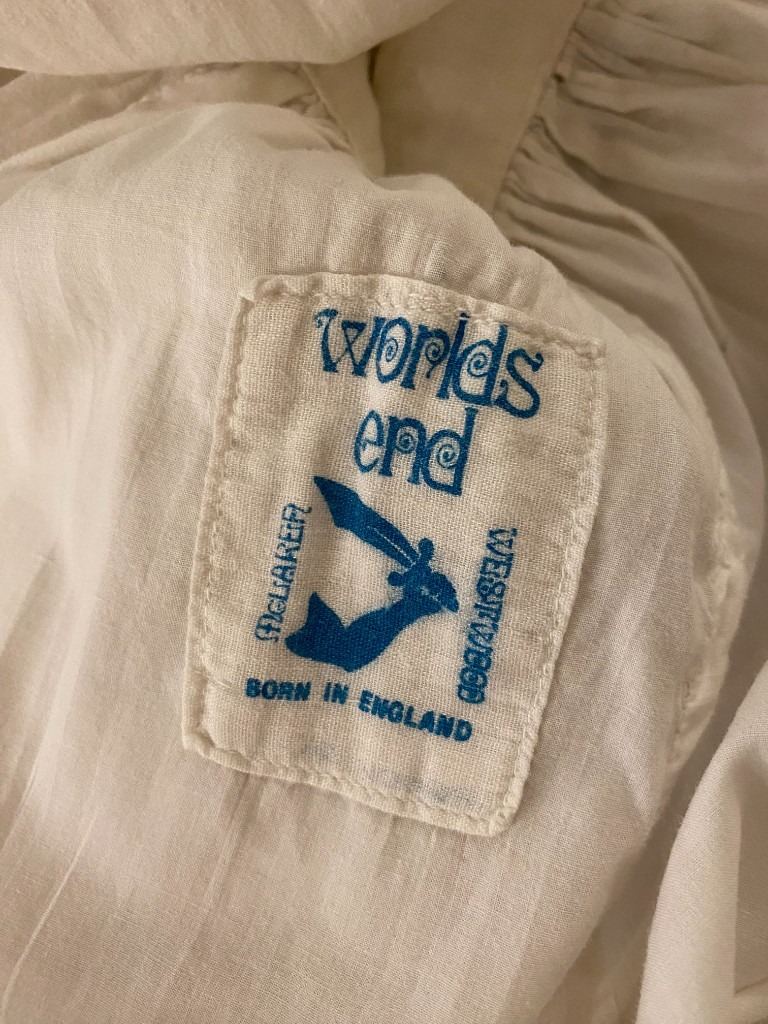 worlds
end
McLAREN
WESTWOOD
BORN IN ENGLAND